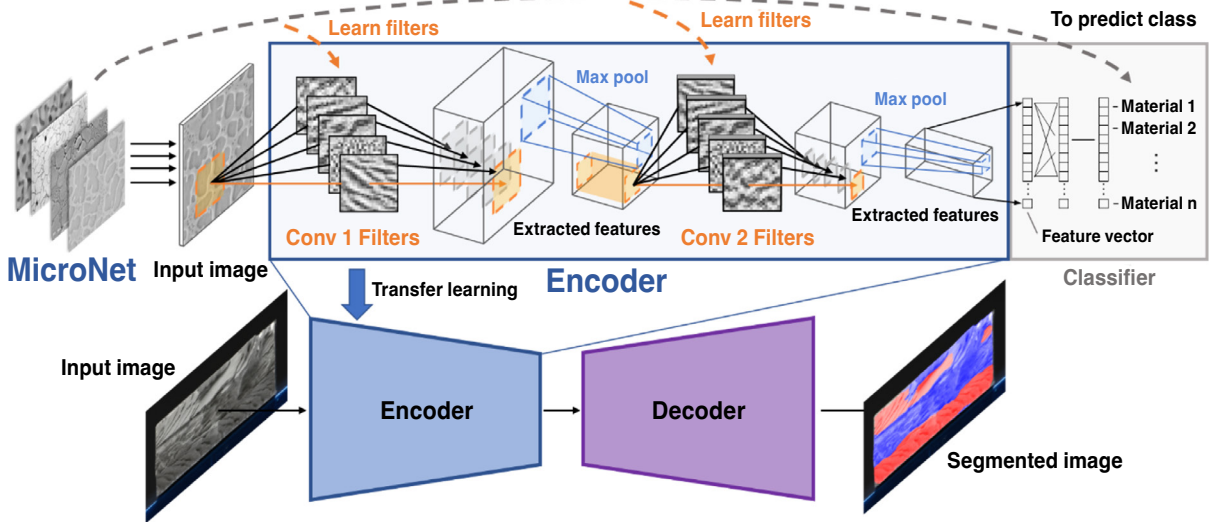 Learn filters
Learn filters
To predict class
Max pool
Max pool
Material 1
Material 2
Material n
Conv 1 Filters
Extracted features
Conv 2 Filters
Extracted features
Feature vector
MicroNet
Input image
Encoder
Classifier
Transfer learning
Input image
Encoder
Decoder
Segmented image